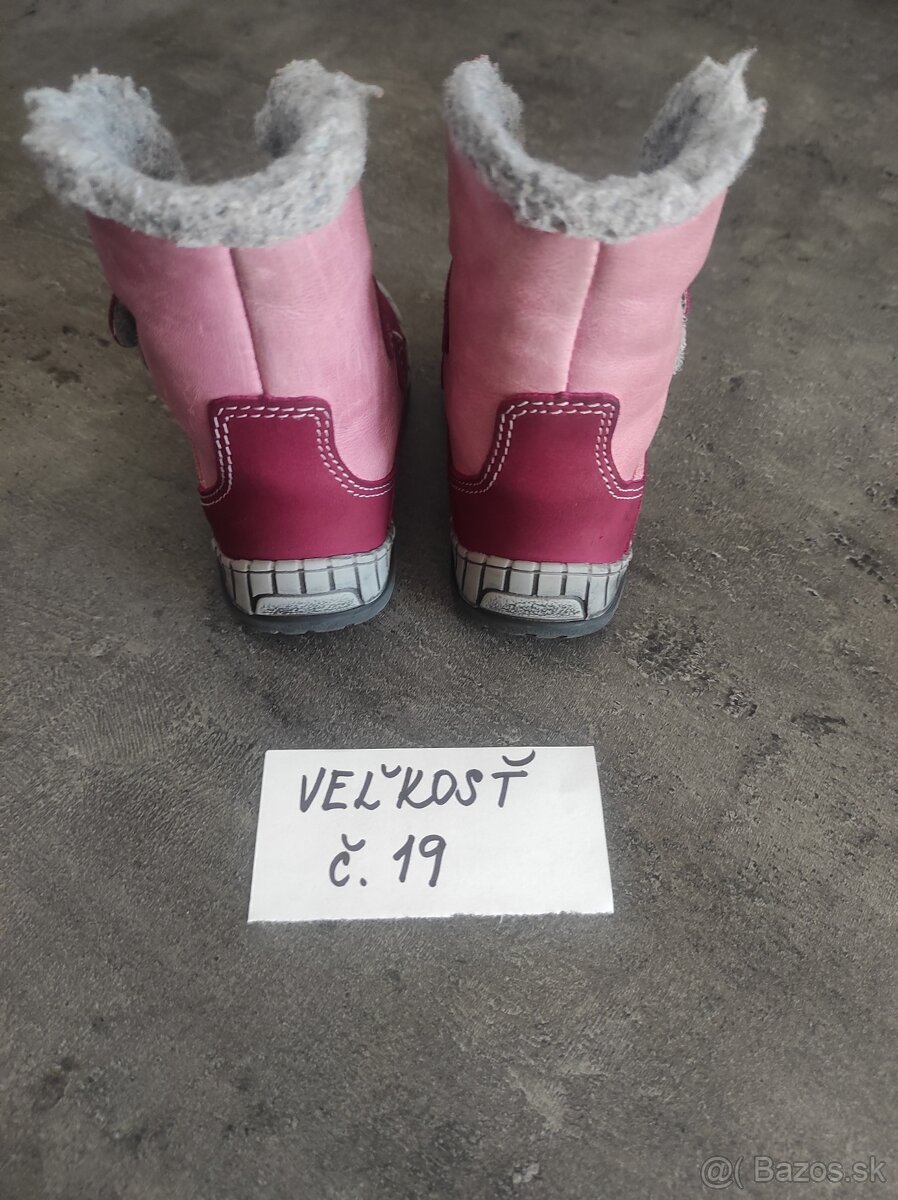 VEĽKOSŤ
č. 19
@( Bazos.sk